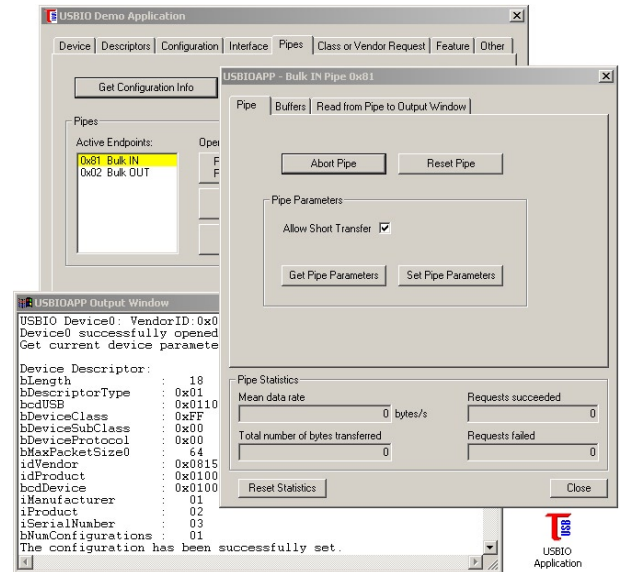 USBIO Demo Application
Device Descriptors Configuration Interface Pipes Class or Vendor Request Feature Other
Get Configuration Info
Pipes
Active Endpoints:
0x81 Bulk IN
0x02 Bulk OUT
USBIOAPP - Bulk IN Pipe 0x81
Pipe Buffers Read from Pipe to Output Window
Abort Pipe Reset Pipe
Pipe Parameters
Allow Short Transfer
Get Pipe Parameters Set Pipe Parameters
Pipe Statistics
Mean data rate Requests succeeded
0 bytes/s 0
Total number of bytes transferred Requests failed
0 0
Reset Statistics Close
USBIOAPP Output Window
USBIO Device0: VendorID:0x0
Device0 successfully opened
Get current device paramete
Device Descriptor:
bLength : 18
bDescriptorType : 0x01
bcdUSB : 0x0110
bDeviceClass : 0xFF
bDeviceSubClass : 0x00
bDeviceProtocol : 0x00
bMaxPacketSize0 : 64
idVendor : 0x0815
idProduct : 0x0100
bcdDevice : 0x0100
iManufacturer : 01
iProduct : 02
iSerialNumber : 03
bNumConfigurations : 01
The configuration has been successfully set.
USB
USBIO
Application